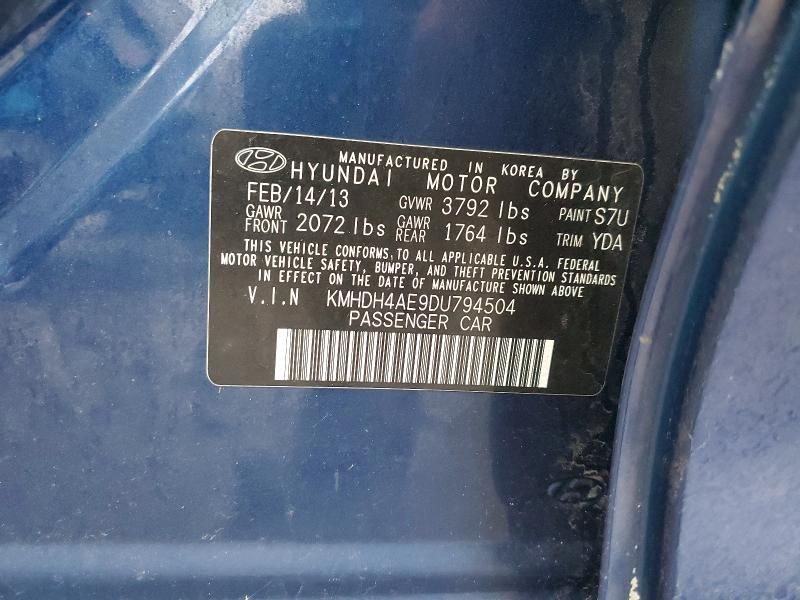 MANUFACTURED IN KOREA BY
HYUNDAI MOTOR COMPANY
FEB/14/13 GVWR 3792 lbs PAINT S7U
GAWR FRONT 2072 lbs GAWR REAR 1764 lbs TRIM YDA
THIS VEHICLE CONFORMS TO ALL APPLICABLE U.S.A. FEDERAL
MOTOR VEHICLE SAFETY, BUMPER, AND THEFT PREVENTION STANDARDS
IN EFFECT ON THE DATE OF MANUFACTURE SHOWN ABOVE
V.I.N KMHDH4AE9DU794504
PASSENGER CAR